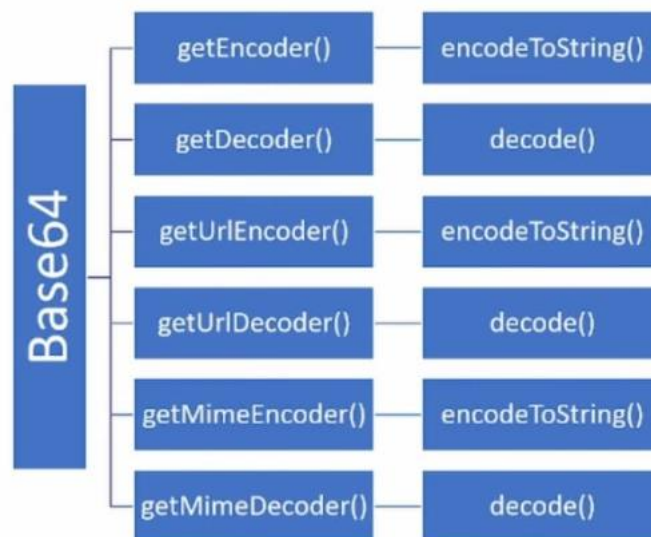 Base64
getEncoder()
encodeToString()
getDecoder()
decode()
getUrlEncoder()
encodeToString()
getUrlDecoder()
decode()
getMimeEncoder()
encodeToString()
getMimeDecoder()
decode()